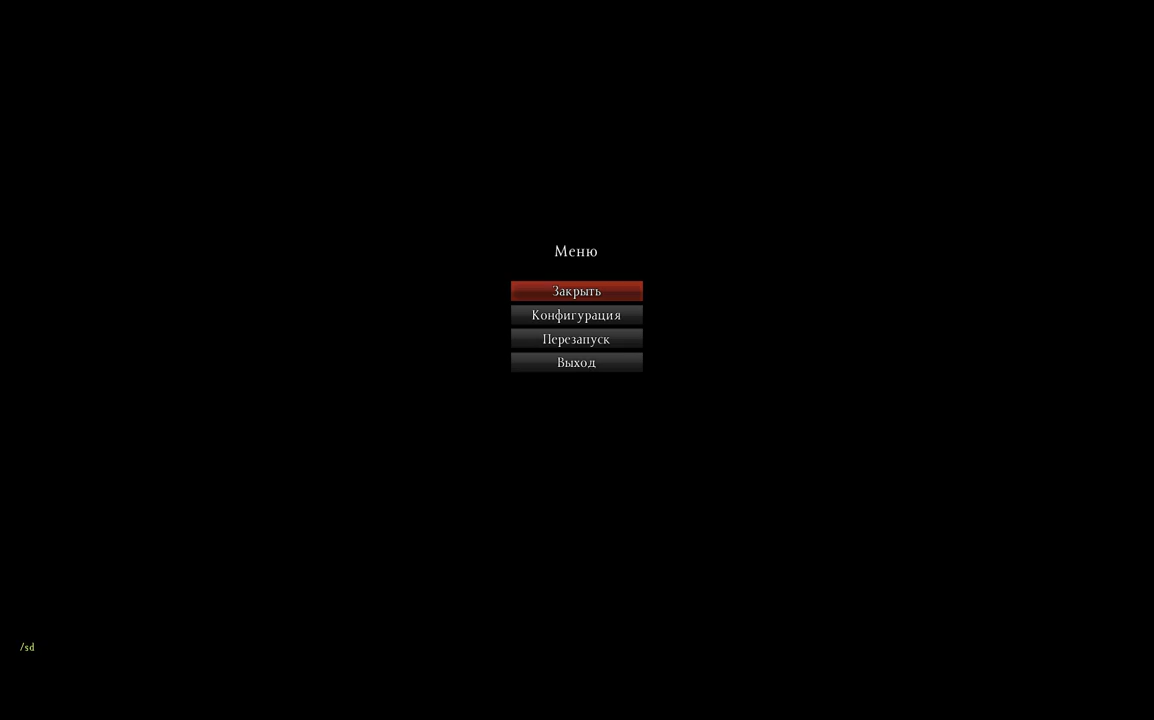 Меню
Закрыть
Конфигурация
Перезапуск
Выход
/sd